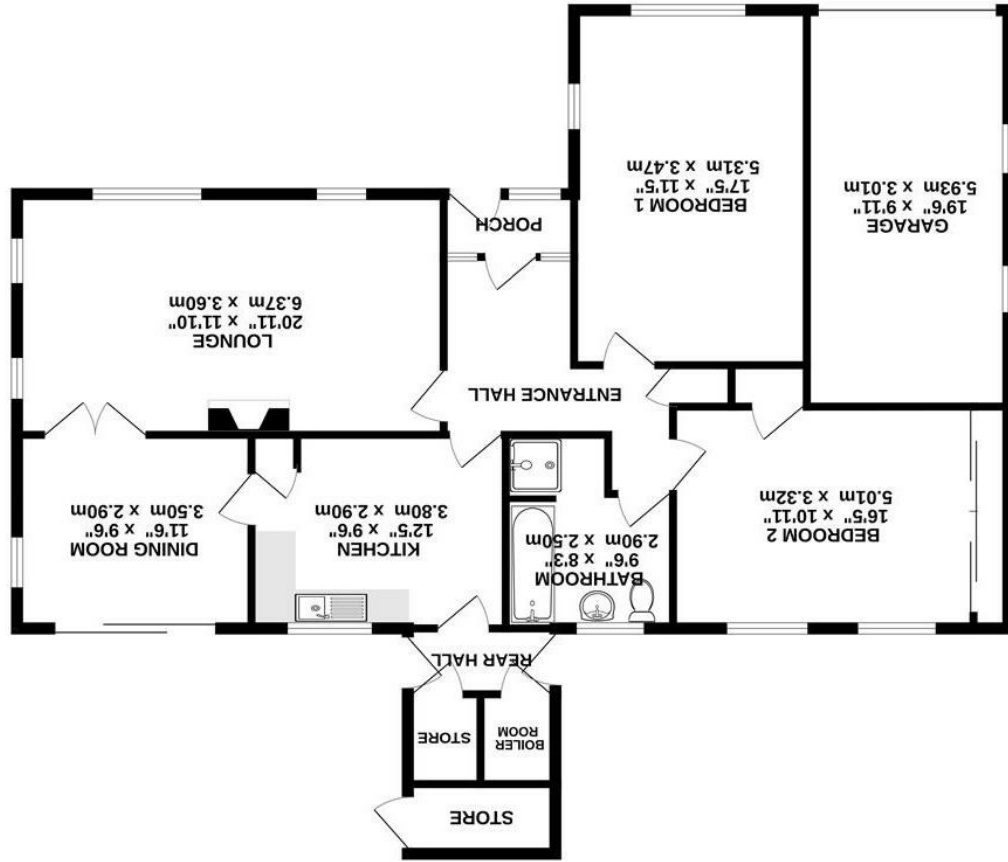 STORE
STORE
BOILER
ROOM
REAR HALL
BEDROOM 2
16'5" x 10'11"
5.01m x 3.32m
BATHROOM
9'6" x 8'3"
2.90m x 2.50m
KITCHEN
12'5" x 9'6"
3.80m x 2.90m
DINING ROOM
11'6" x 9'6"
3.50m x 2.90m
ENTRANCE HALL
LOUNGE
20'11" x 11'10"
6.37m x 3.60m
GARAGE
19'6" x 9'11"
5.93m x 3.01m
BEDROOM 1
17'5" x 11'5"
5.31m x 3.47m
PORCH